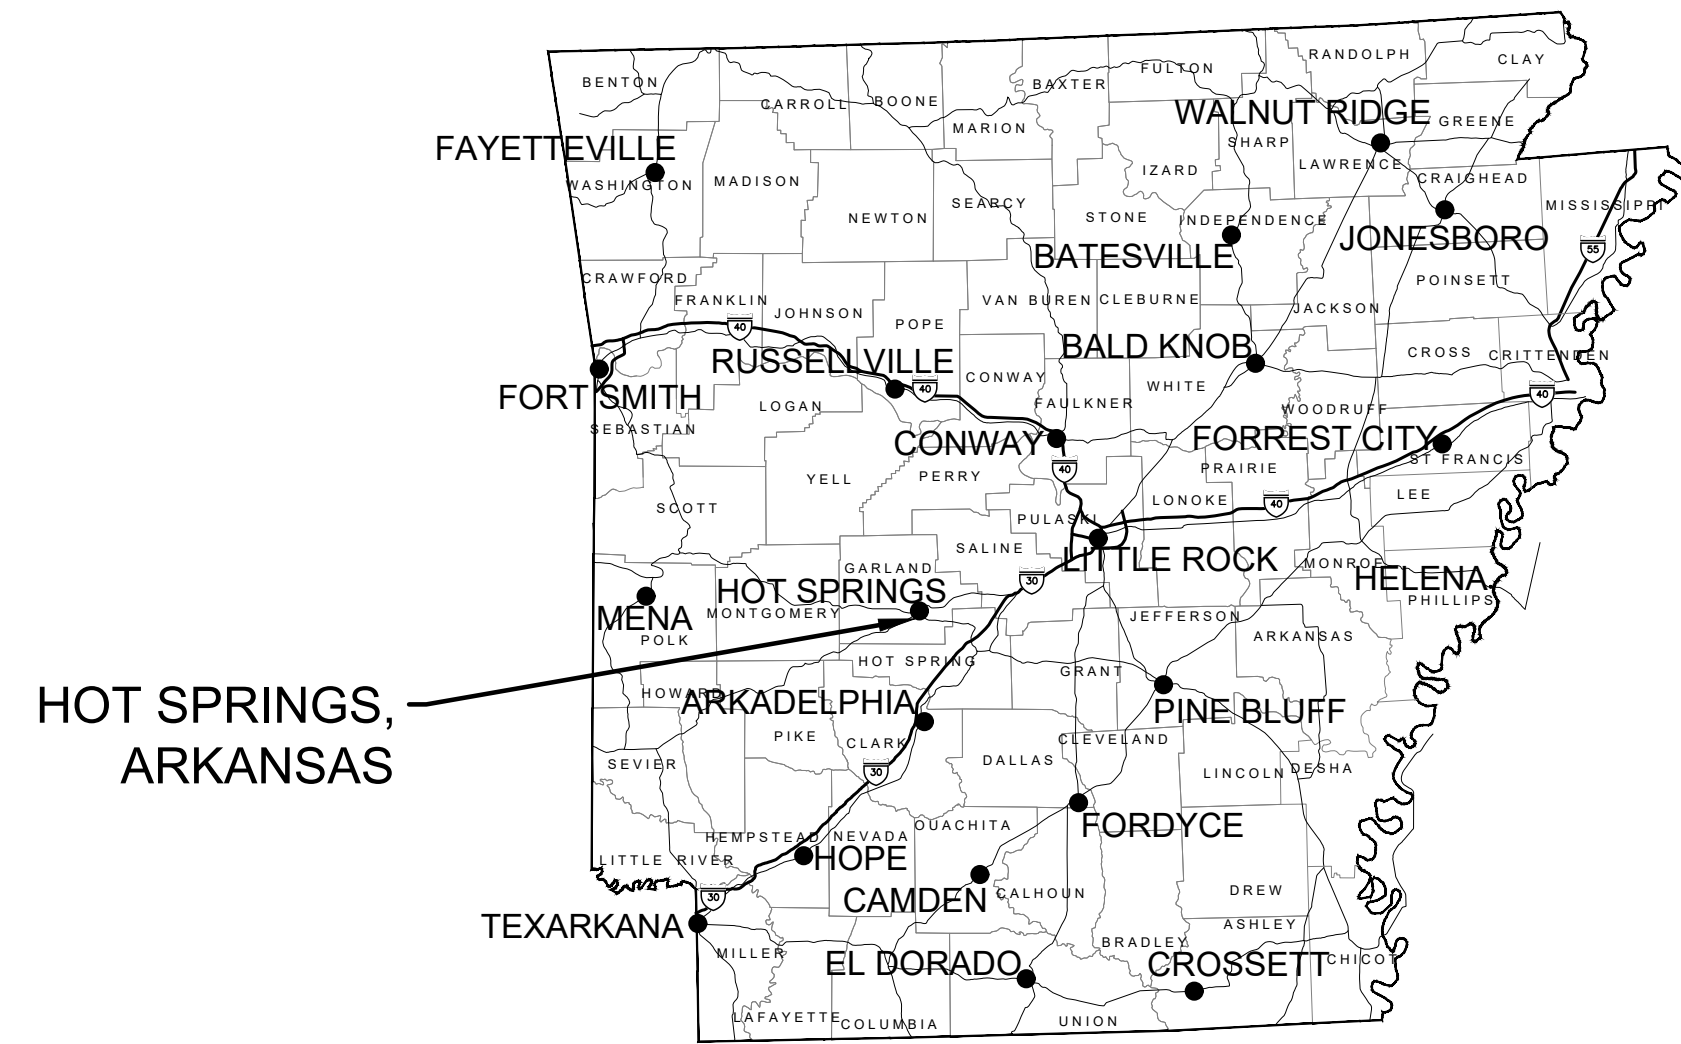 RANDOLPH
CLAY
FULTON
BENTON
BAXTER
CARROLL
BOONE
WALNUT RIDGE
GREENE
MARION
SHARP
FAYETTEVILLE
LAWRENCE
IZARD
CRAIGHEAD
WASHINGTON
MADISON
SEARCY
MISSISSIPPI
NEWTON
STONE
INDEPENDENCE
JONESBORO
55
BATESVILLE
CRAWFORD
POINSETT
FRANKLIN
VAN BUREN
CLEBURNE
JOHNSON
JACKSON
40
POPE
BALD KNOB
CROSS
CRITTENDEN
RUSSELLVILLE
CONWAY
WHITE
40
40
FORT SMITH
LOGAN
FAULKNER
WOODRUFF
SEBASTIAN
CONWAY
FORREST CITY
ST FRANCIS
40
PRAIRIE
YELL
PERRY
LEE
LONOKE
40
SCOTT
PULASKI
SALINE
LITTLE ROCK
GARLAND
MONROE
30
HELENA
HOT SPRINGS
PHILLIPS
MONTGOMERY
MENA
JEFFERSON
POLK
ARKANSAS
HOT SPRING
GRANT
HOWARD
ARKADELPHIA
HOT SPRINGS,
ARKANSAS
PINE BLUFF
PIKE
CLARK
CLEVELAND
DALLAS
SEVIER
30
LINCOLN
DESHA
OUACHITA
FORDYCE
HEMPSTEAD
NEVADA
LITTLE RIVER
HOPE
DREW
CALHOUN
30
CAMDEN
TEXARKANA
ASHLEY
BRADLEY
MILLER
EL DORADO
CROSSETT
CHICOT
LAFAYETTE
COLUMBIA
UNION